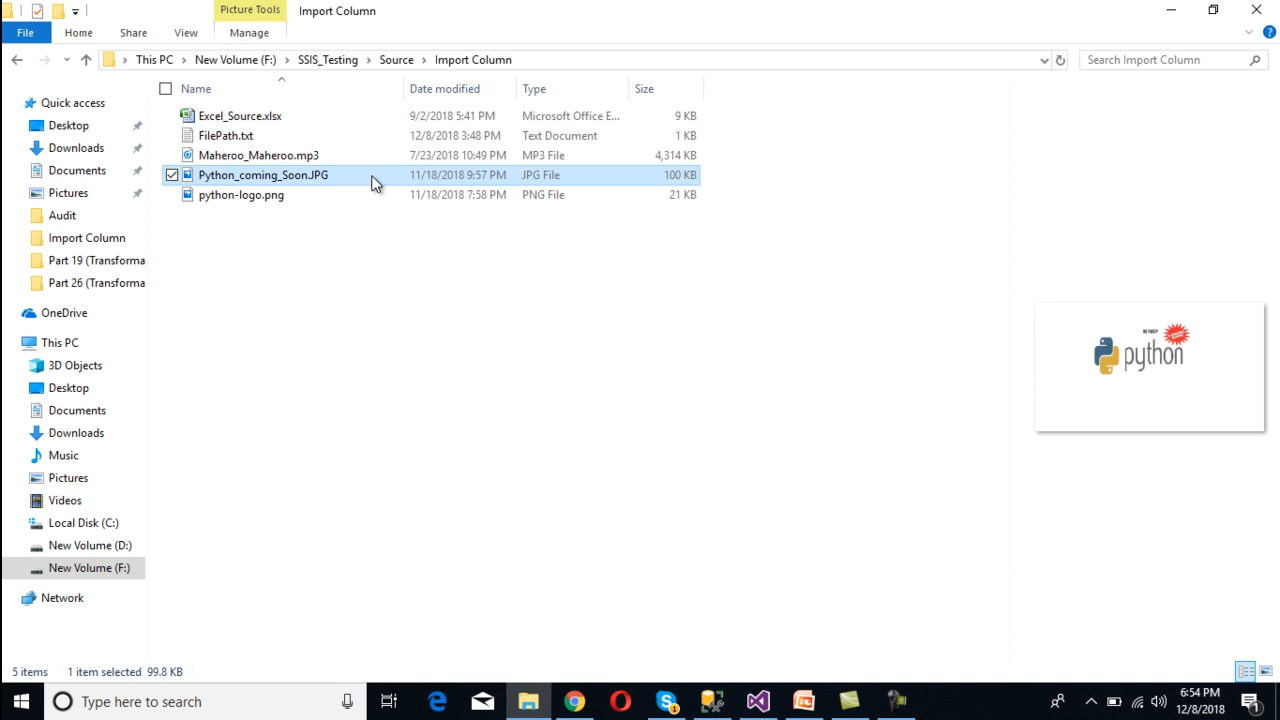 Picture Tools
Import Column
File
Home
Share
View
Manage
This PC
New Volume (F:)
SSIS_Testing
Source
Import Column
Search Import Column
Name
Date modified
Type
Size
Excel_Source.xlsx
9/2/2018 5:41 PM
Microsoft Office E...
9 KB
FilePath.txt
12/8/2018 3:48 PM
Text Document
1 KB
Maheroo_Maheroo.mp3
7/23/2018 10:49 PM
MP3 File
4,314 KB
Python_coming_Soon.JPG
11/18/2018 9:57 PM
JPG File
100 KB
python-logo.png
11/18/2018 7:58 PM
PNG File
21 KB
Quick access
Desktop
Downloads
Documents
Pictures
Audit
Import Column
Part 19 (Transforma
Part 26 (Transforma
OneDrive
This PC
3D Objects
Desktop
Documents
Downloads
Music
Pictures
Videos
Local Disk (C:)
New Volume (D:)
New Volume (F:)
Network
python
5 items
1 item selected 99.8 KB
Type here to search
6:54 PM
12/8/2018